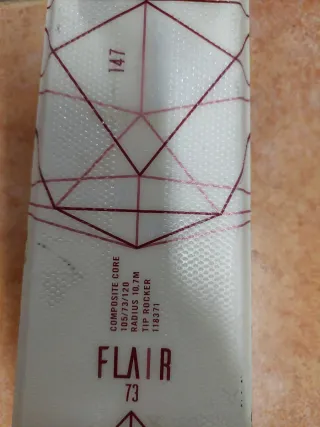 147
COMPOSITE CORE
105/73/120
RADIUS 10.7M
TIP ROCKER
118371
FLAIR
73